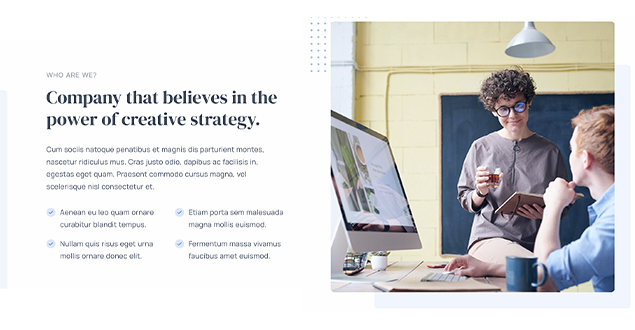 WHO ARE WE?
Company that believes in the
power of creative strategy.
Cum sociis natoque penatibus et magnis dis parturient montes,
nascetur ridiculus mus. Cras justo odio, dapibus ac facilisis in,
egestas eget quam. Praesent commodo cursus magna, vel
scelerisque nisl consectetur et.
Aenean eu leo quam ornare
curabitur blandit tempus.
Nullam quis risus eget urna
mollis ornare donec elit.
Etiam porta sem malesuada
magna mollis euismod.
Fermentum massa vivamus
faucibus amet euismod.